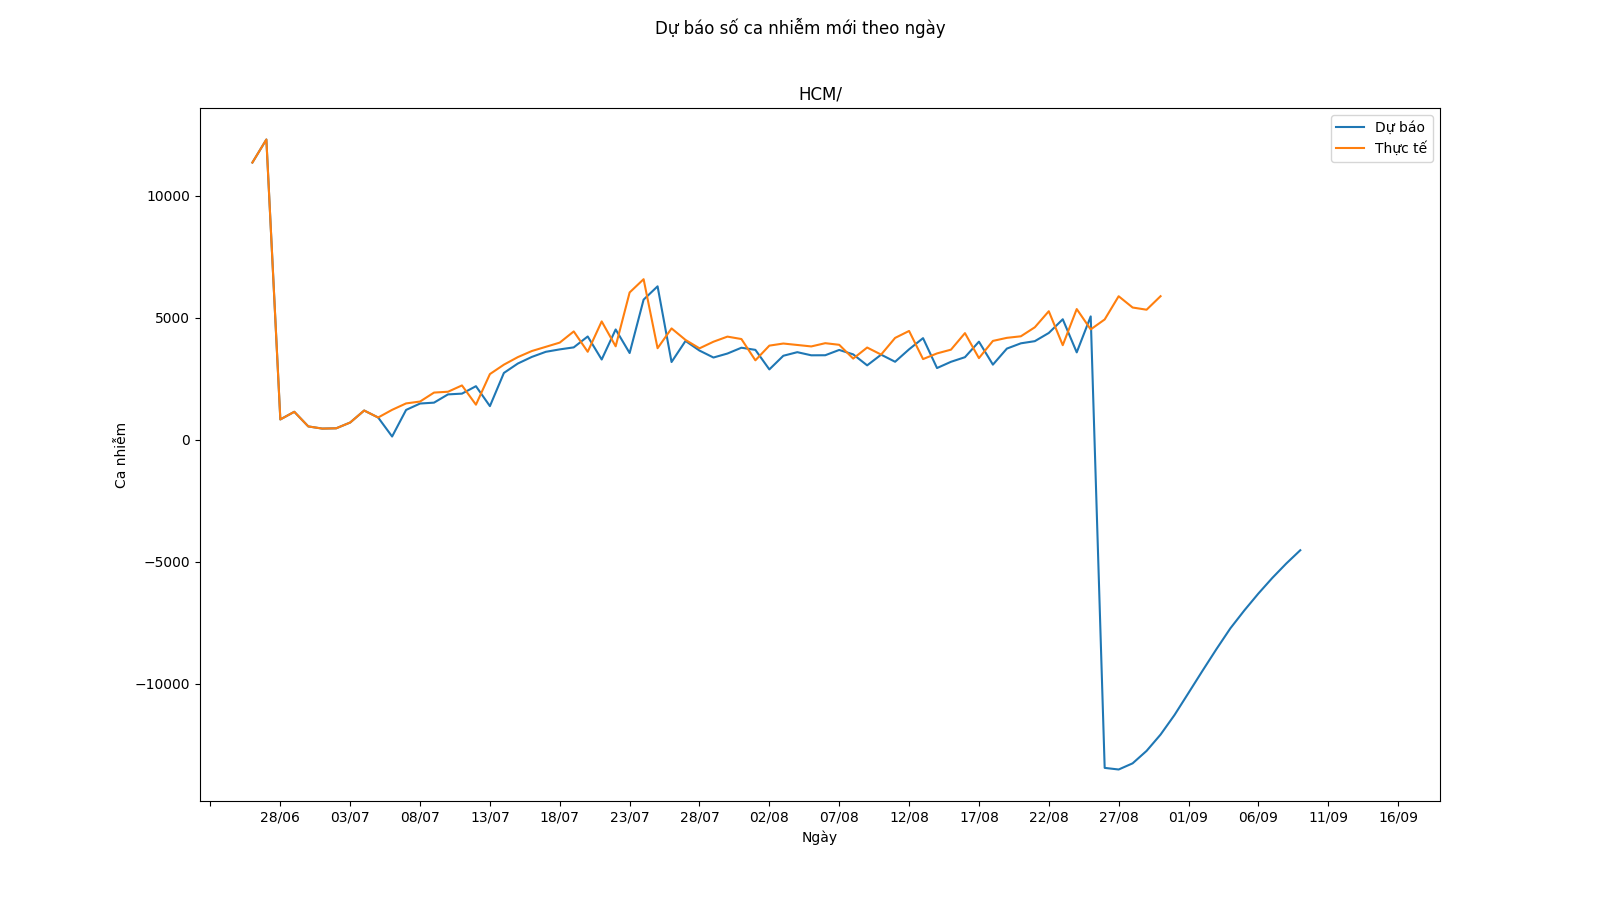 Dự báo số ca nhiễm mới theo ngày
HCM/
Dự báo
Thực tế
10000
5000
0
−5000
−10000
Ca nhiễm
28/06 03/07 08/07 13/07 18/07 23/07 28/07 02/08 07/08 12/08 17/08 22/08 27/08 01/09 06/09 11/09 16/09
Ngày